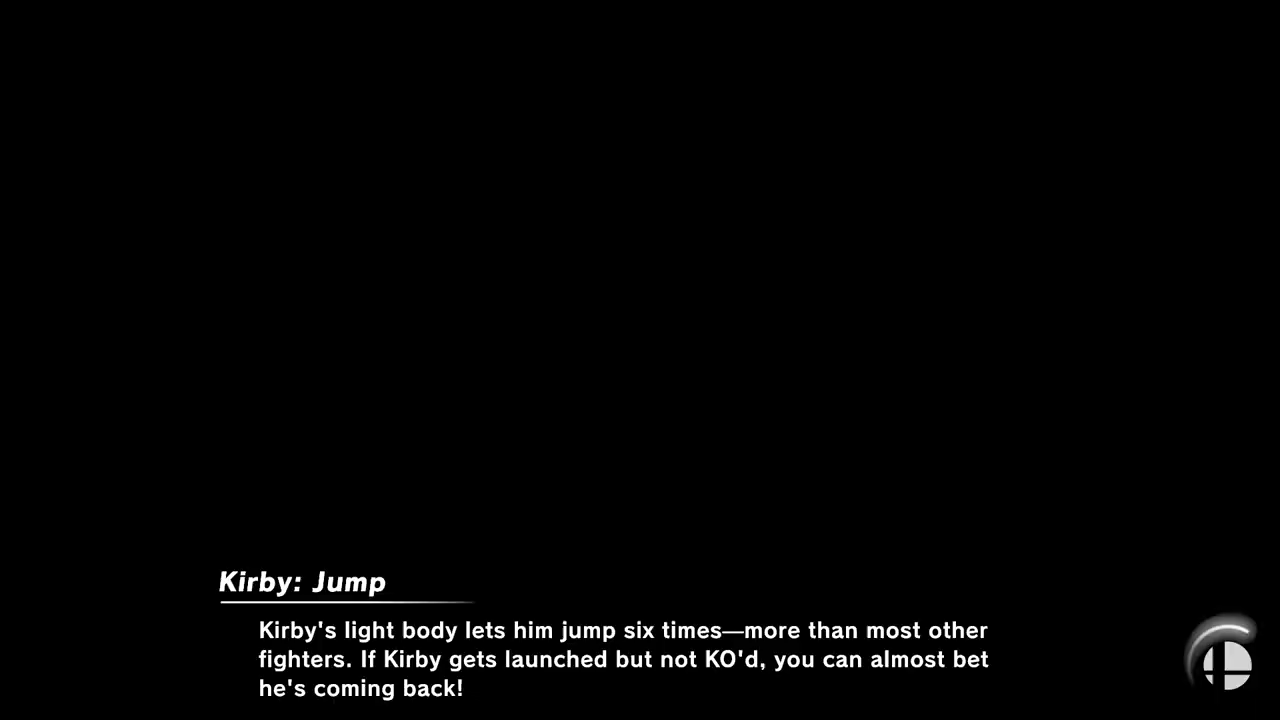 Kirby: Jump
Kirby's light body lets him jump six times—more than most other
fighters. If Kirby gets launched but not KO'd, you can almost bet
he's coming back!